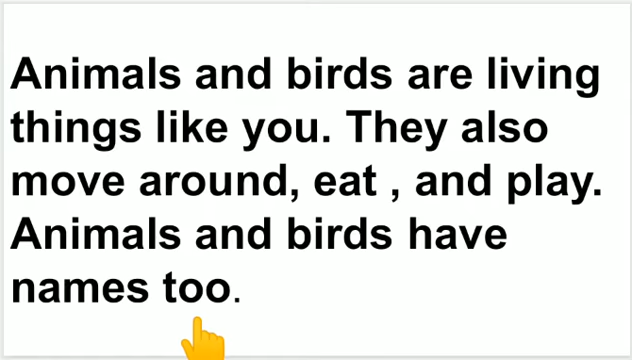 Animals and birds are living
things like you. They also
move around, eat , and play.
Animals and birds have
names too.